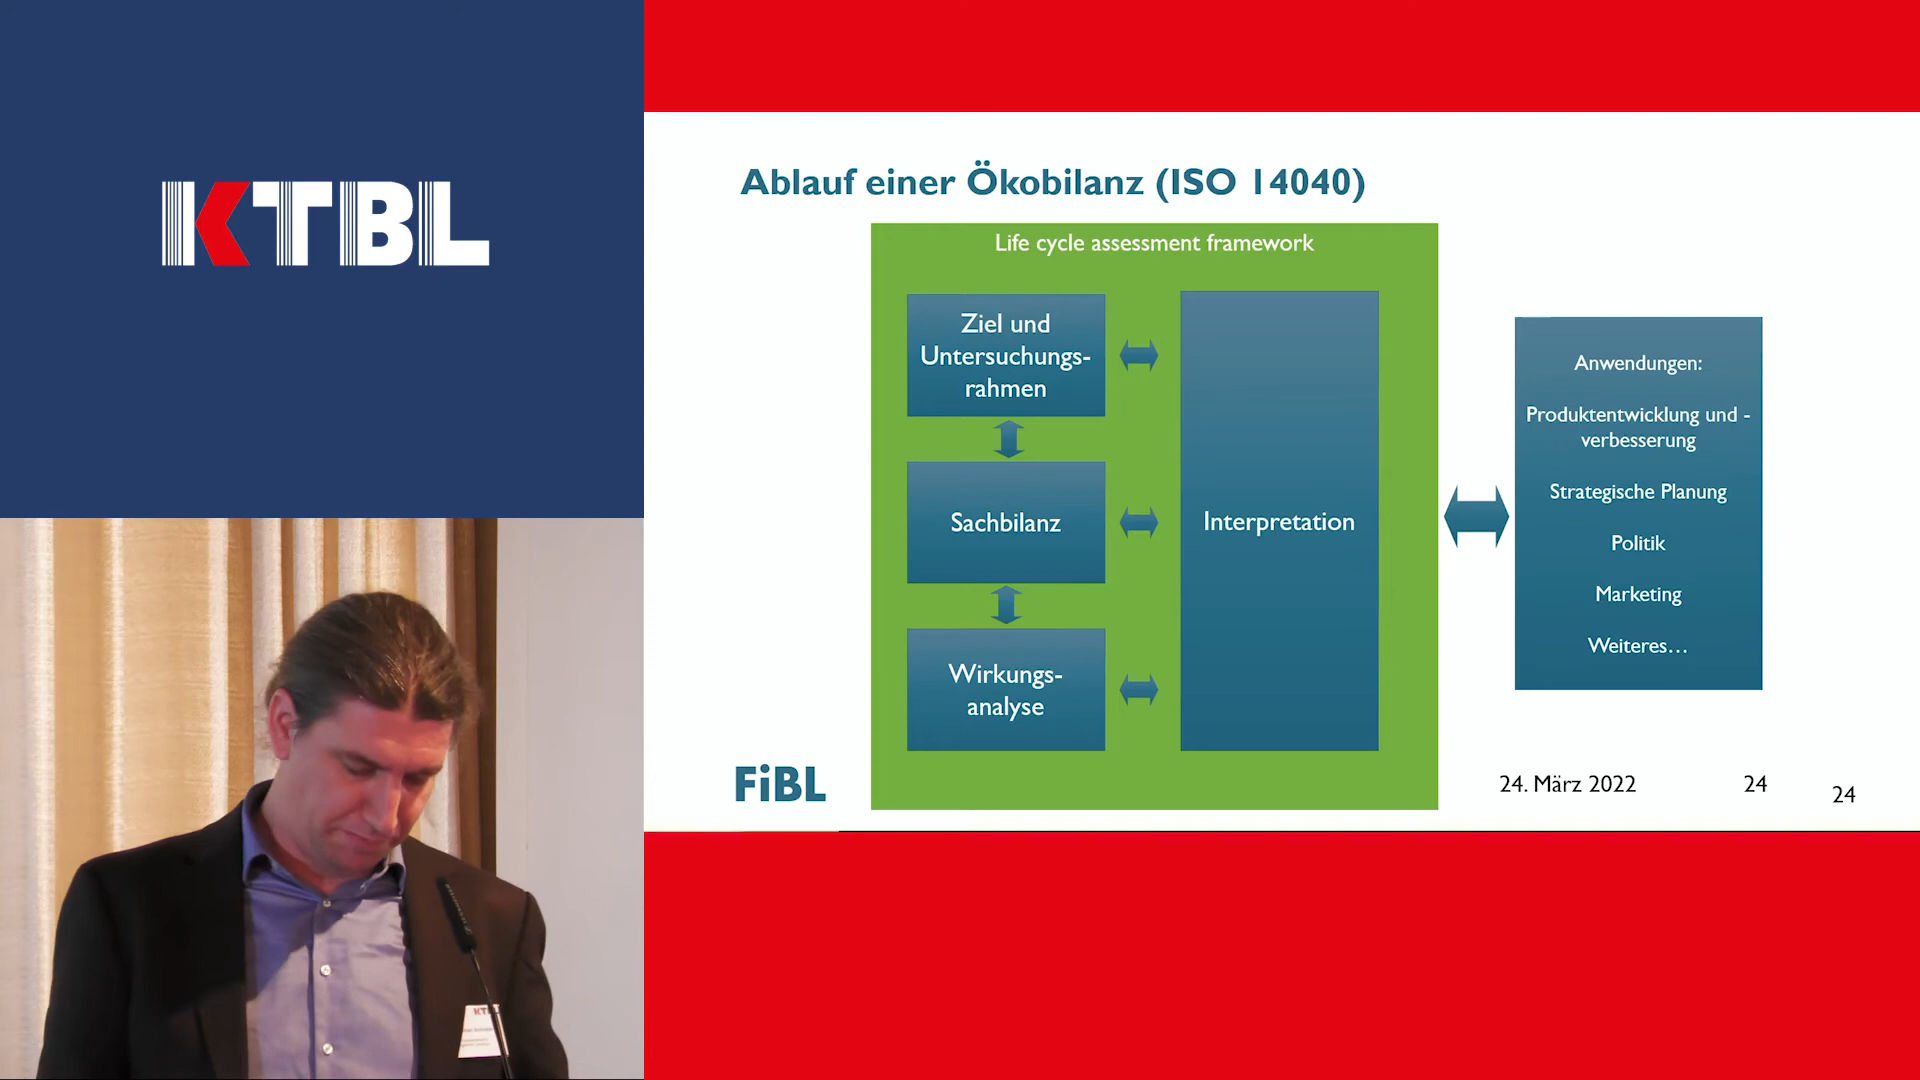 KTBL
Ablauf einer Ökobilanz (ISO 14040)
Life cycle assessment framework
Ziel und
Untersuchungs-
rahmen
Sachbilanz
Wirkungs-
analyse
Interpretation
Anwendungen:
Produktentwicklung und -
verbesserung
Strategische Planung
Politik
Marketing
Weiteres...
FiBL
24. März 2022
24
24